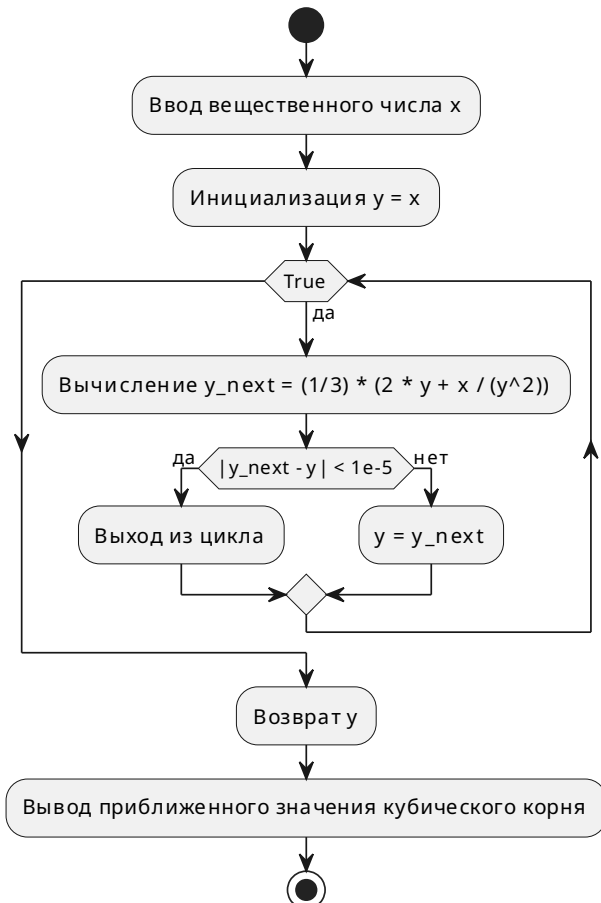 Ввод вещественного числа x
Инициализация y = x
True
да
Вычисление y_next = (1/3) * (2 * y + x / (y^2))
да
|y_next - y| < 1e-5
нет
Выход из цикла
y = y_next
Возврат y
Вывод приближенного значения кубического корня